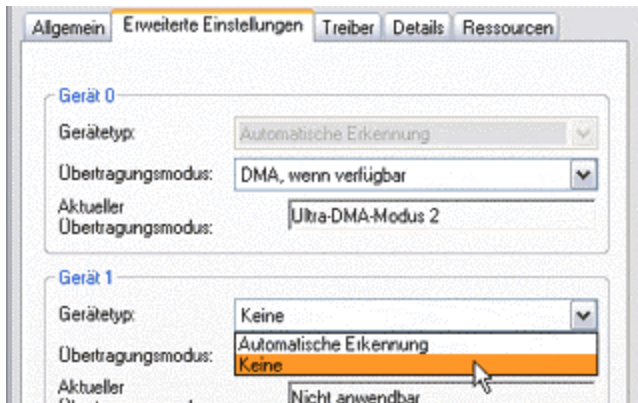 Allgemein Erweiterte Einstellungen Treiber Details Ressourcen
Gerät 0
Gerätetyp: Automatische Erkennung
Übertragungsmodus: DMA, wenn verfügbar
Aktueller
Übertragungsmodus: Ultra-DMA-Modus 2
Gerät 1
Gerätetyp: Keine
Automatische Erkennung
Übertragungsmodus:
Keine
Aktueller
Nicht anwendbar